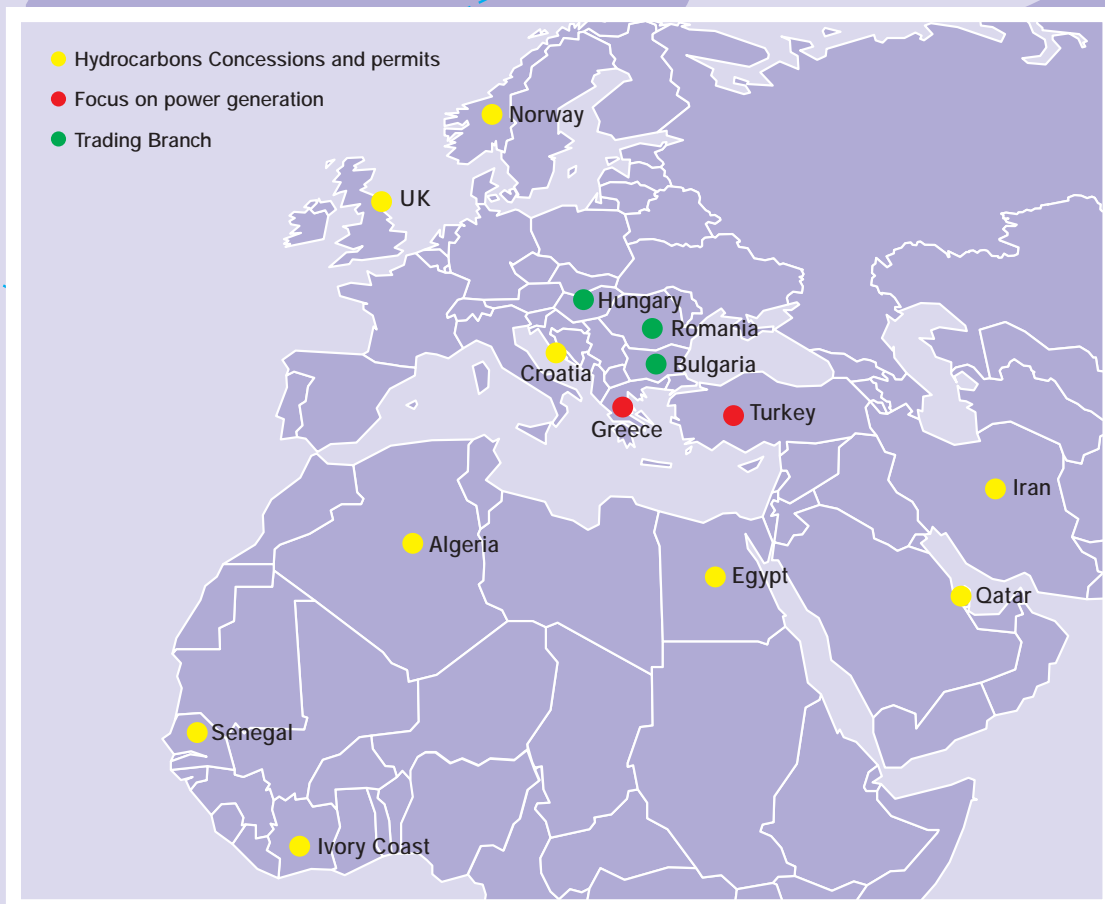 Hydrocarbons Concessions and permits
Focus on power generation
Trading Branch
Norway
UK
Hungary
Romania
Bulgaria
Croatia
Greece
Turkey
Iran
Algeria
Egypt
Qatar
Senegal
Ivory Coast